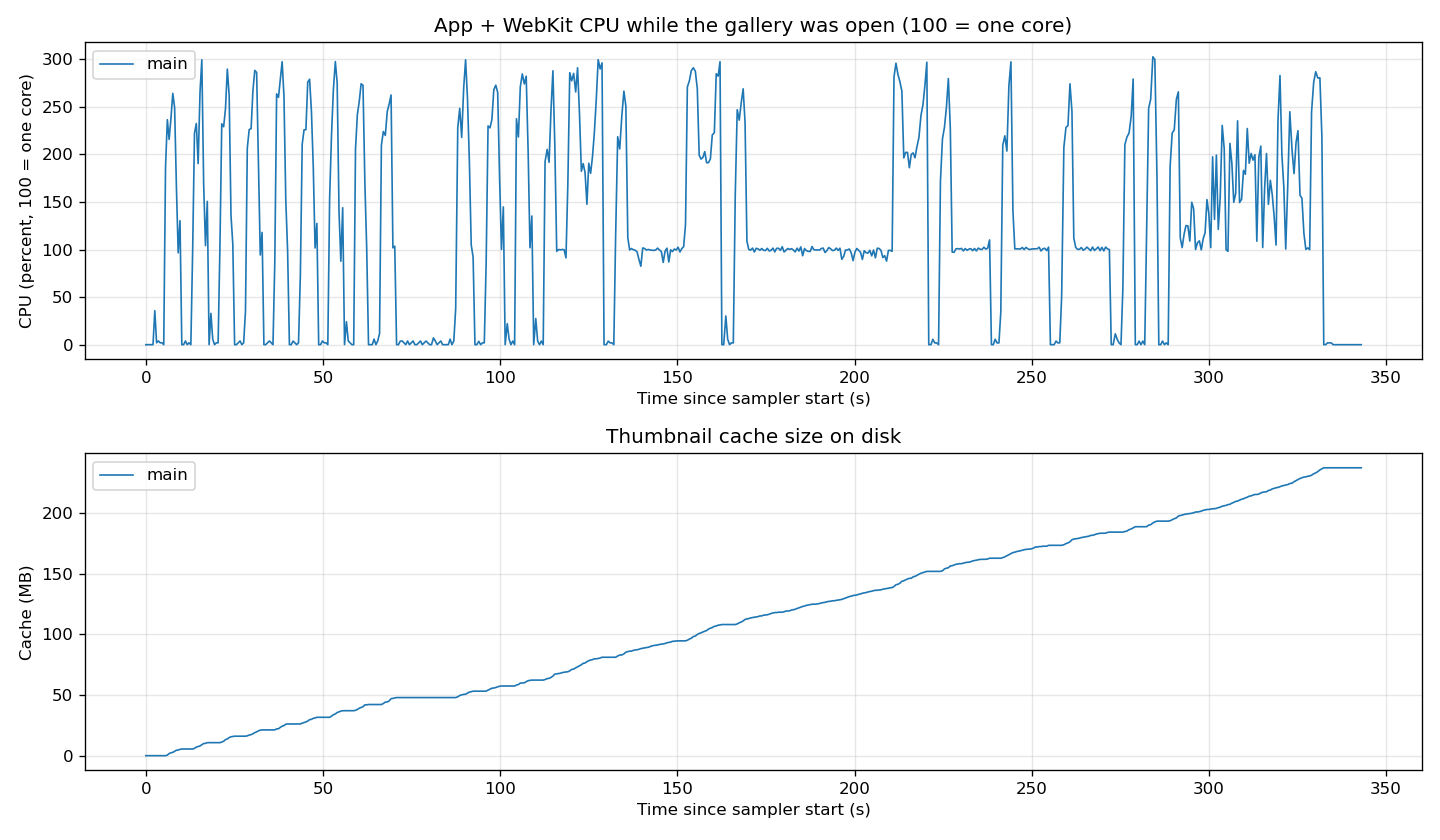 App + WebKit CPU while the gallery was open (100 = one core)
main
CPU (percent, 100 = one core)
300
250
200
150
100
50
0
0 50 100 150 200 250 300 350
Time since sampler start (s)
Thumbnail cache size on disk
main
Cache (MB)
200
150
100
50
0
0 50 100 150 200 250 300 350
Time since sampler start (s)